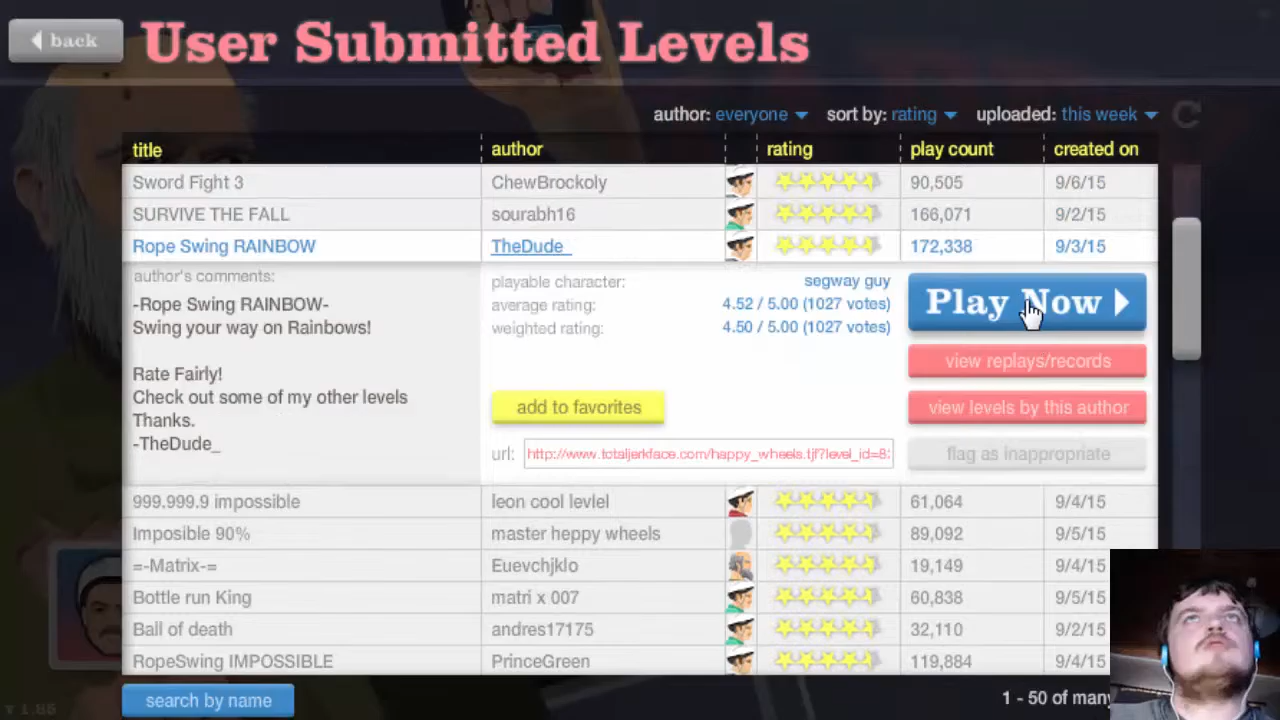 back
User Submitted Levels
author: everyone sort by: rating uploaded: this week
title author rating play count created on
Sword Fight 3 ChewBrockoly 90,505 9/6/15
SURVIVE THE FALL sourabh16 166,071 9/2/15
Rope Swing RAINBOW TheDude_ 172,338 9/3/15
author's comments:
-Rope Swing RAINBOW-
Swing your way on Rainbows!
Rate Fairly!
Check out some of my other levels
Thanks.
-TheDude_
playable character: segway guy
average rating: 4.52 / 5.00 (1027 votes)
weighted rating: 4.50 / 5.00 (1027 votes)
add to favorites
url: http://www.totaljerkface.com/happy_wheels.tjf?level_id=8
Play Now
view replays/records
view levels by this author
flag as inappropriate
999.999.9 impossible leon cool levlel 61,064 9/4/15
Imposible 90% master heppy wheels 89,092 9/5/15
=-Matrix-= Euevchjklo 19,149 9/4/15
Bottle run King matri x 007 60,838 9/5/15
Ball of death andres17175 32,110 9/2/15
RopeSwing IMPOSSIBLE PrinceGreen 119,884 9/4/15
search by name
1 - 50 of many
v 1.85